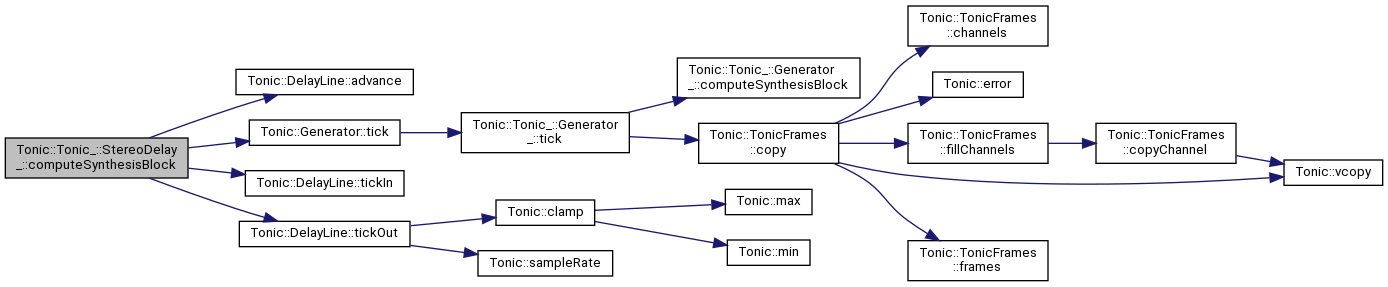 Tonic::Tonic_::StereoDelay
_::computeSynthesisBlock
Tonic::DelayLine::advance
Tonic::Generator::tick
Tonic::DelayLine::tickIn
Tonic::DelayLine::tickOut
Tonic::Tonic_::Generator
_::tick
Tonic::clamp
Tonic::sampleRate
Tonic::Tonic_::Generator
_::computeSynthesisBlock
Tonic::TonicFrames
::copy
Tonic::max
Tonic::min
Tonic::TonicFrames
::channels
Tonic::error
Tonic::TonicFrames
::fillChannels
Tonic::TonicFrames
::frames
Tonic::TonicFrames
::copyChannel
Tonic::vcopy